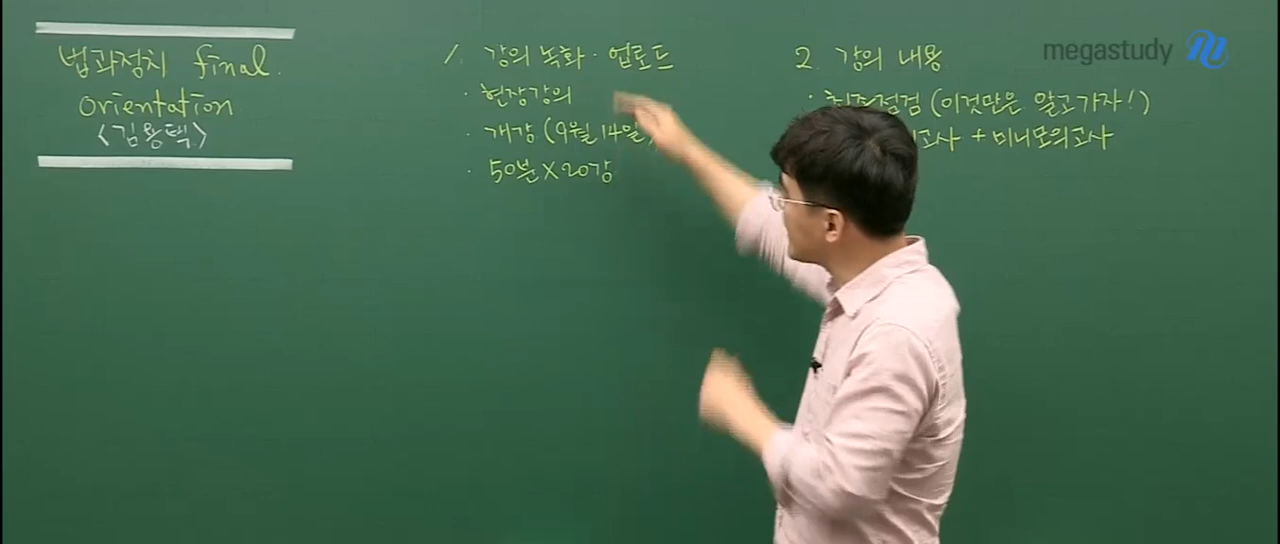 법과정치 final.
orientation
<김용택>
1. 강의 녹화 · 업로드
· 현장강의
· 개강 (9월 14일)
· 50분 X 20강
2. 강의 내용
· 최종점검 (이것만은 알고가자!)
고사 + 미니모의고사
megastudy